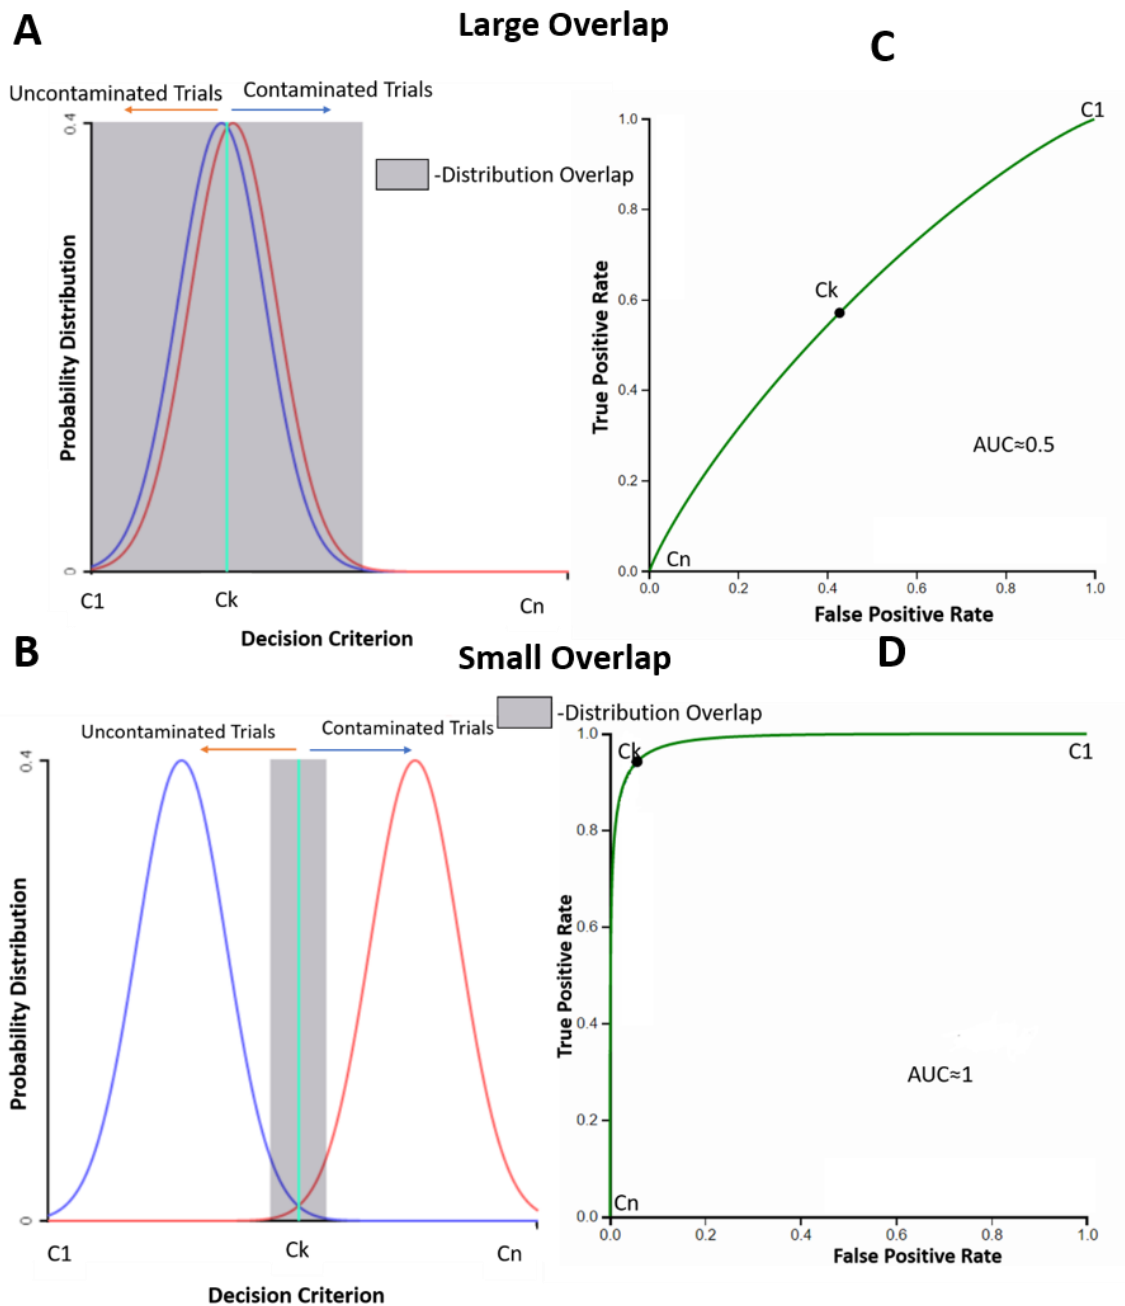 A
Large Overlap
C
Uncontaminated Trials
Contaminated Trials
0.4
-Distribution Overlap
Probability Distribution
0
C1
Ck
Cn
Decision Criterion
C1
1.0
0.8
Ck
0.6
True Positive Rate
0.4
AUC≈0.5
0.2
Cn
0.0
0.0 0.2 0.4 0.6 0.8 1.0
False Positive Rate
B
Small Overlap
D
-Distribution Overlap
Uncontaminated Trials
Contaminated Trials
0.4
Probability Distribution
0
C1
Ck
Cn
Decision Criterion
1.0
Ck
C1
0.8
True Positive Rate
0.6
0.4
AUC≈1
0.2
Cn
0.0
0.0 0.2 0.4 0.6 0.8 1.0
False Positive Rate